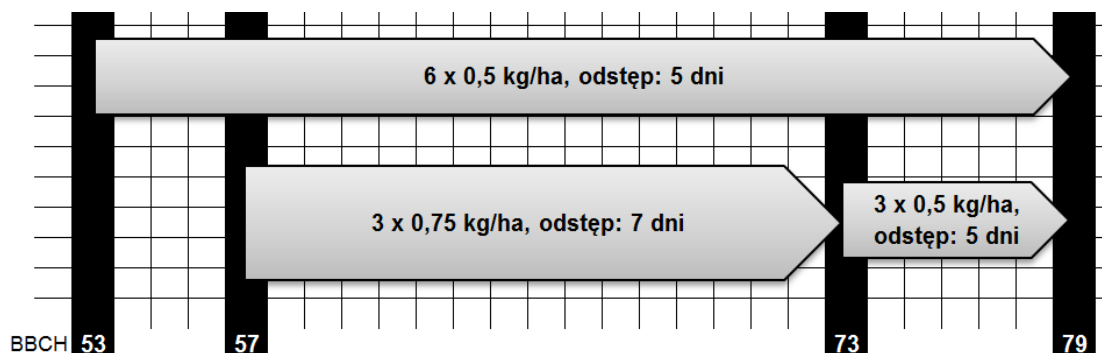 6 x 0,5 kg/ha, odstęp: 5 dni
3 x 0,75 kg/ha, odstęp: 7 dni
3 x 0,5 kg/ha,
odstęp: 5 dni
BBCH 53 57 73 79